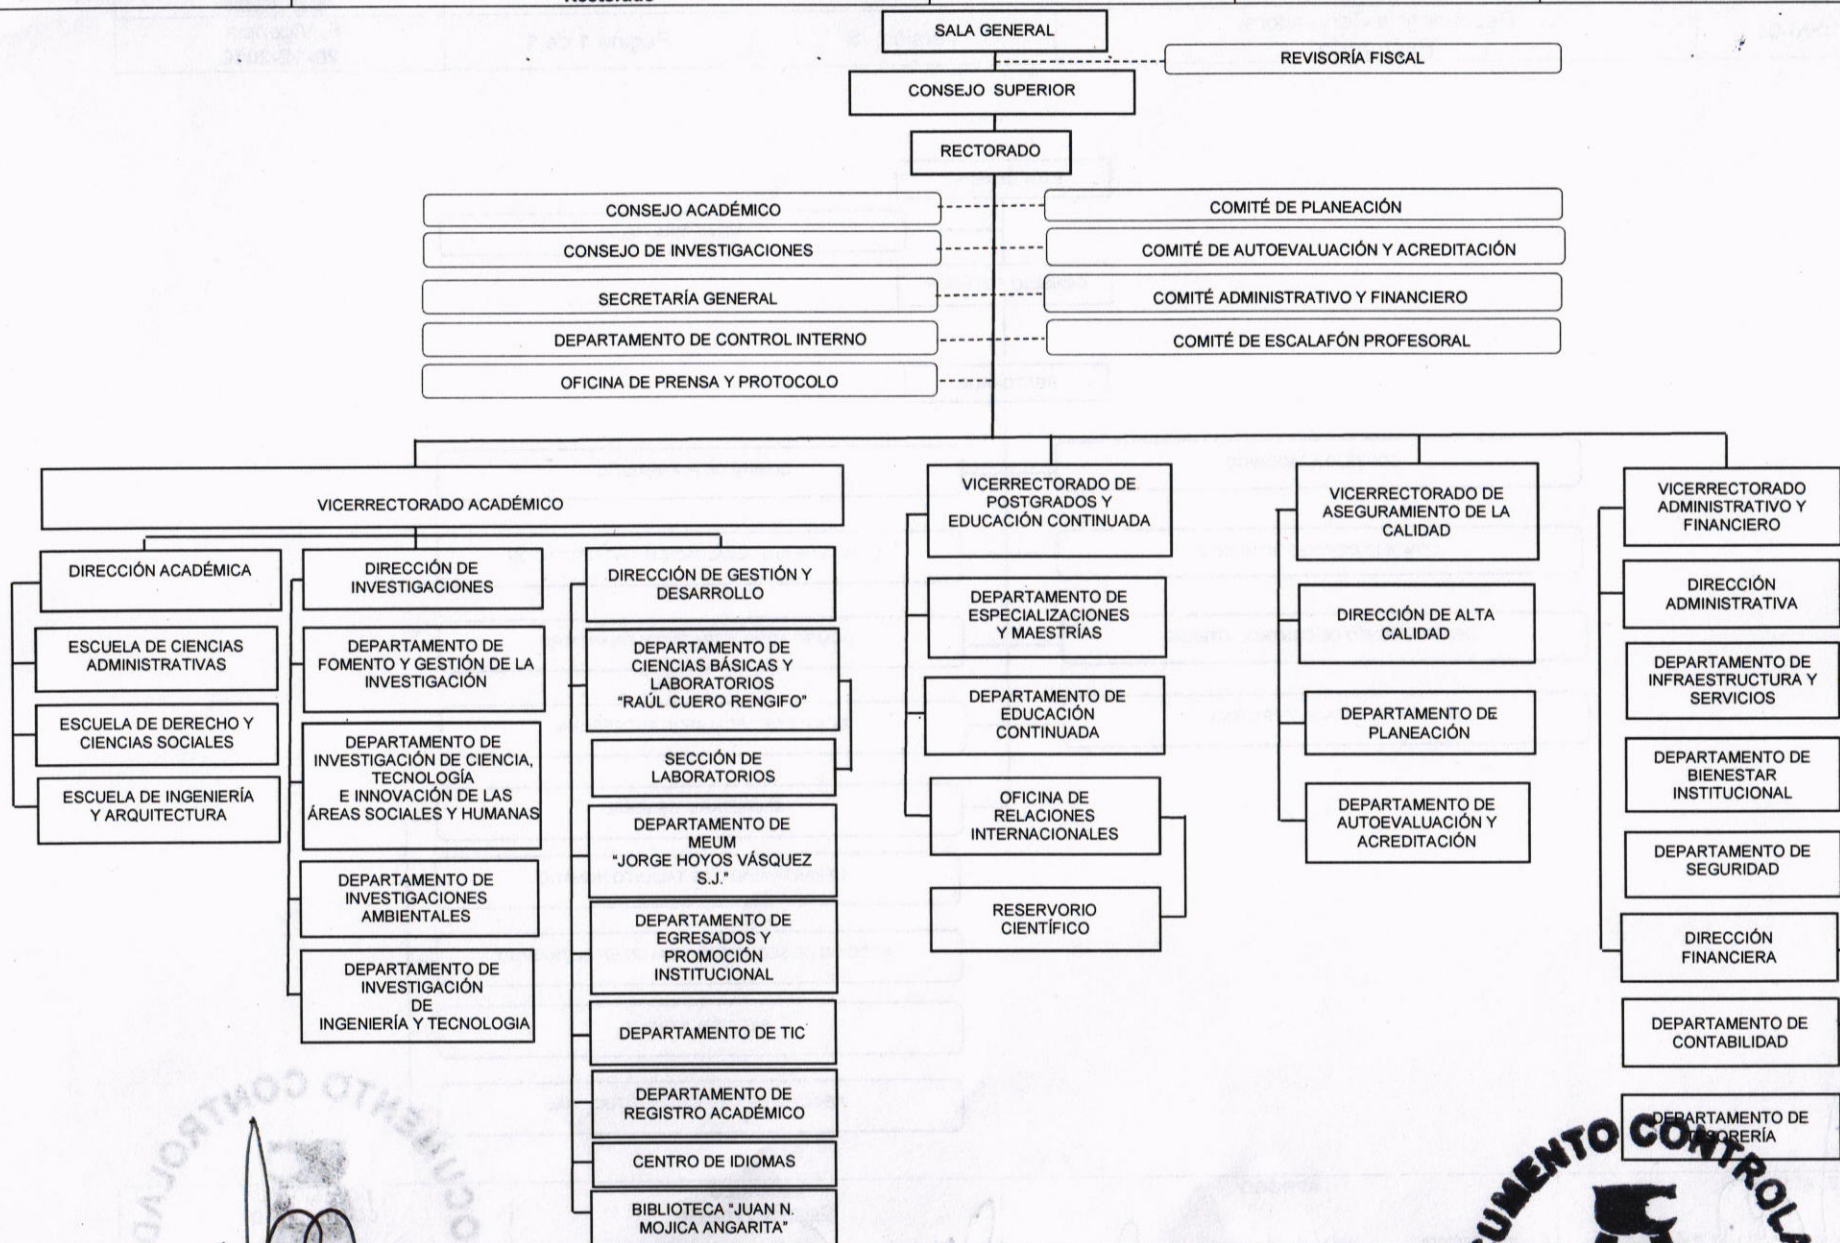 SALA GENERAL
REVISORÍA FISCAL
CONSEJO SUPERIOR
RECTORADO
CONSEJO ACADÉMICO
COMITÉ DE PLANEACIÓN
CONSEJO DE INVESTIGACIONES
COMITÉ DE AUTOEVALUACIÓN Y ACREDITACIÓN
SECRETARÍA GENERAL
COMITÉ ADMINISTRATIVO Y FINANCIERO
DEPARTAMENTO DE CONTROL INTERNO
COMITÉ DE ESCALAFÓN PROFESORAL
OFICINA DE PRENSA Y PROTOCOLO
VICERRECTORADO ACADÉMICO
DIRECCIÓN ACADÉMICA
ESCUELA DE CIENCIAS
ADMINISTRATIVAS
ESCUELA DE DERECHO Y
CIENCIAS SOCIALES
ESCUELA DE INGENIERÍA
Y ARQUITECTURA
DIRECCIÓN DE
INVESTIGACIONES
DEPARTAMENTO DE
FOMENTO Y GESTIÓN DE LA
INVESTIGACIÓN
DEPARTAMENTO DE
INVESTIGACIÓN DE CIENCIA,
TECNOLOGÍA
E INNOVACIÓN DE LAS
ÁREAS SOCIALES Y HUMANAS
DEPARTAMENTO DE
INVESTIGACIONES
AMBIENTALES
DEPARTAMENTO DE
INVESTIGACIÓN
DE
INGENIERÍA Y TECNOLOGIA
DIRECCIÓN DE GESTIÓN Y
DESARROLLO
DEPARTAMENTO DE
CIENCIAS BÁSICAS Y
LABORATORIOS
"RAÚL CUERO RENGIFO"
SECCIÓN DE
LABORATORIOS
DEPARTAMENTO DE
MEUM
"JORGE HOYOS VÁSQUEZ
S.J."
DEPARTAMENTO DE
EGRESADOS Y
PROMOCIÓN
INSTITUCIONAL
DEPARTAMENTO DE TIC
DEPARTAMENTO DE
REGISTRO ACADÉMICO
CENTRO DE IDIOMAS
BIBLIOTECA "JUAN N.
MOJICA ANGARITA"
VICERRECTORADO DE
POSTGRADOS Y
EDUCACIÓN CONTINUADA
DEPARTAMENTO DE
ESPECIALIZACIONES
Y MAESTRÍAS
DEPARTAMENTO DE
EDUCACIÓN
CONTINUADA
OFICINA DE
RELACIONES
INTERNACIONALES
RESERVORIO
CIENTÍFICO
VICERRECTORADO DE
ASEGURAMIENTO DE LA
CALIDAD
DIRECCIÓN DE ALTA
CALIDAD
DEPARTAMENTO DE
PLANEACIÓN
DEPARTAMENTO DE
AUTOEVALUACIÓN Y
ACREDITACIÓN
VICERRECTORADO
ADMINISTRATIVO Y
FINANCIERO
DIRECCIÓN
ADMINISTRATIVA
DEPARTAMENTO DE
INFRAESTRUCTURA Y
SERVICIOS
DEPARTAMENTO DE
BIENESTAR
INSTITUCIONAL
DEPARTAMENTO DE
SEGURIDAD
DIRECCIÓN
FINANCIERA
DEPARTAMENTO DE
CONTABILIDAD
DEPARTAMENTO DE
TESORERÍA
UMENTO CONTROLA